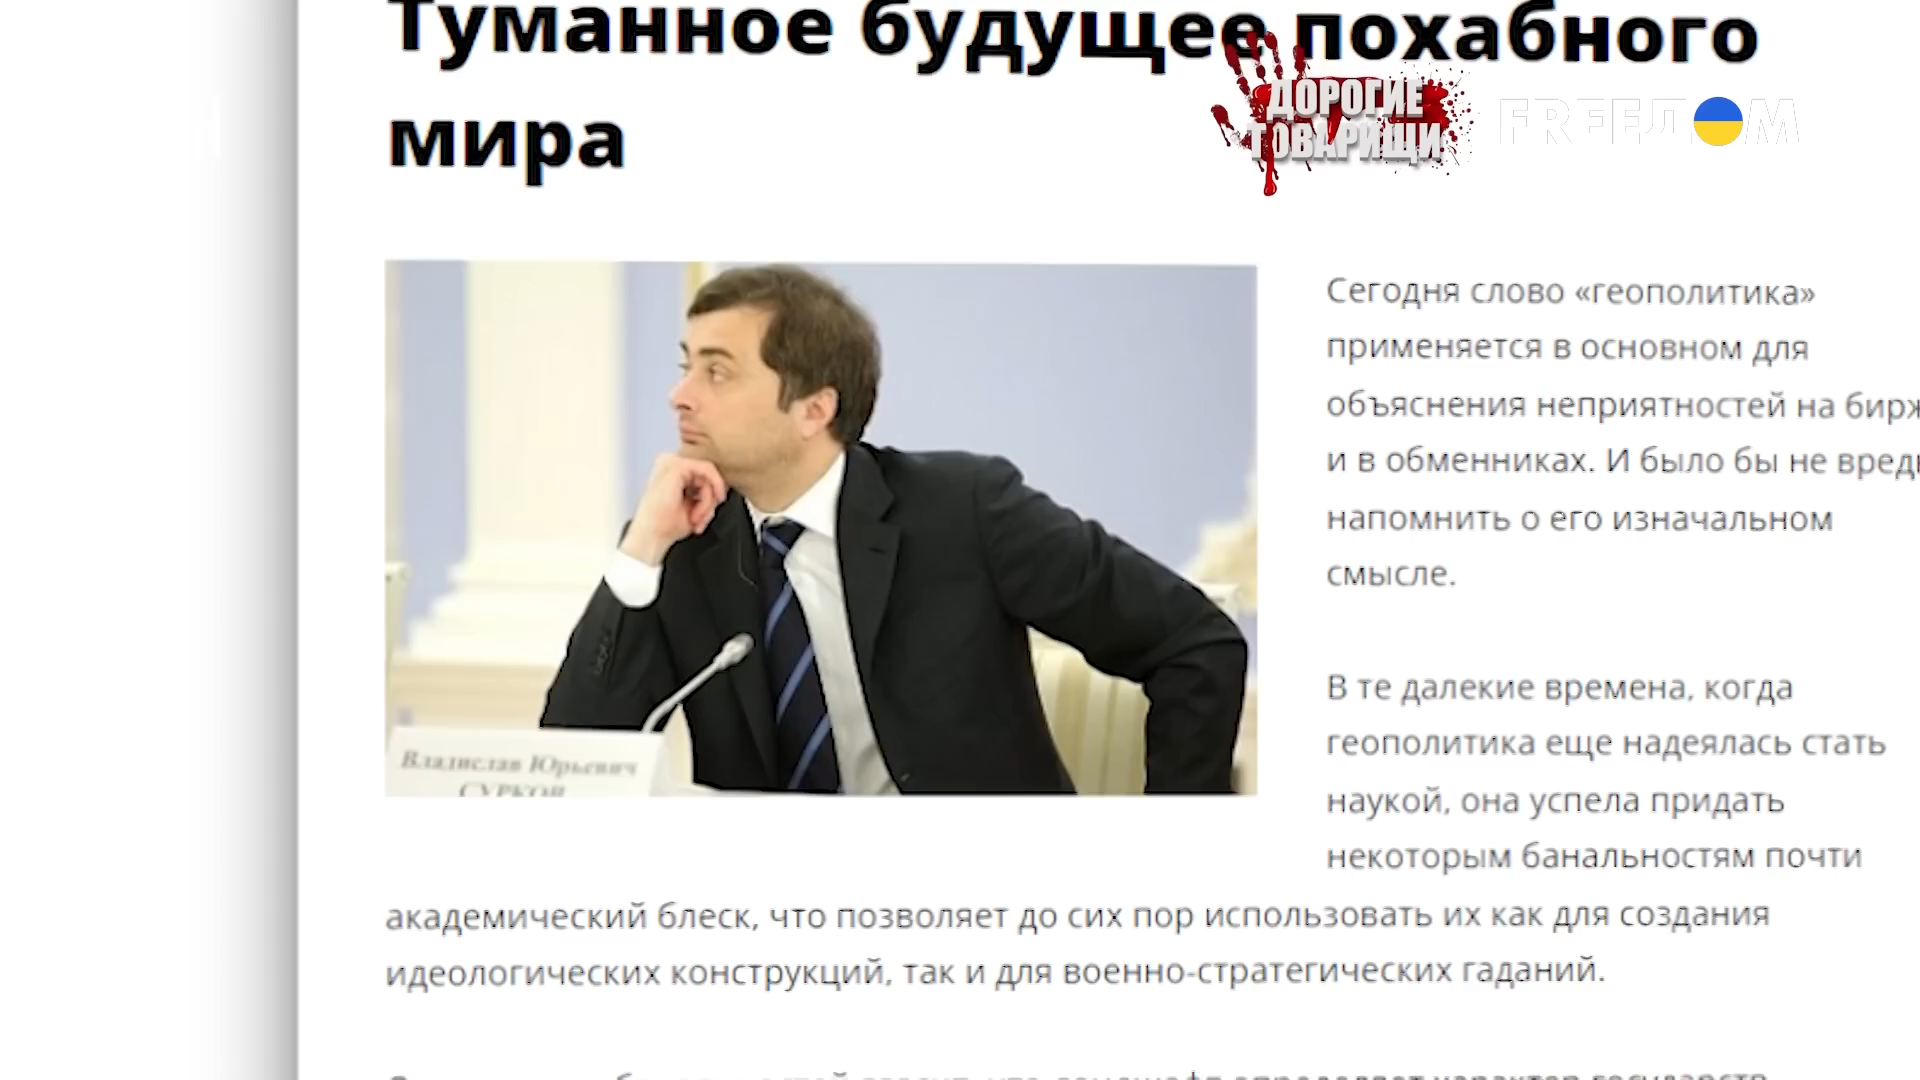 Туманное будущее похабного
мира
ДОРОГИЕ
ТОВАРИЩИ
FREEДОМ
Сегодня слово «геополитика»
применяется в основном для
объяснения неприятностей на
и в обменниках. И было бы не
напомнить о его изначальном
смысле.
В те далекие времена, когда
геополитика еще надеялась стать
наукой, она успела придать
некоторым банальностям почти
Владислав Юрьевич
СУРКОВ
академический блеск, что позволяет до сих пор использовать их как для создания
идеологических конструкций, так и для военно-стратегических гаданий.